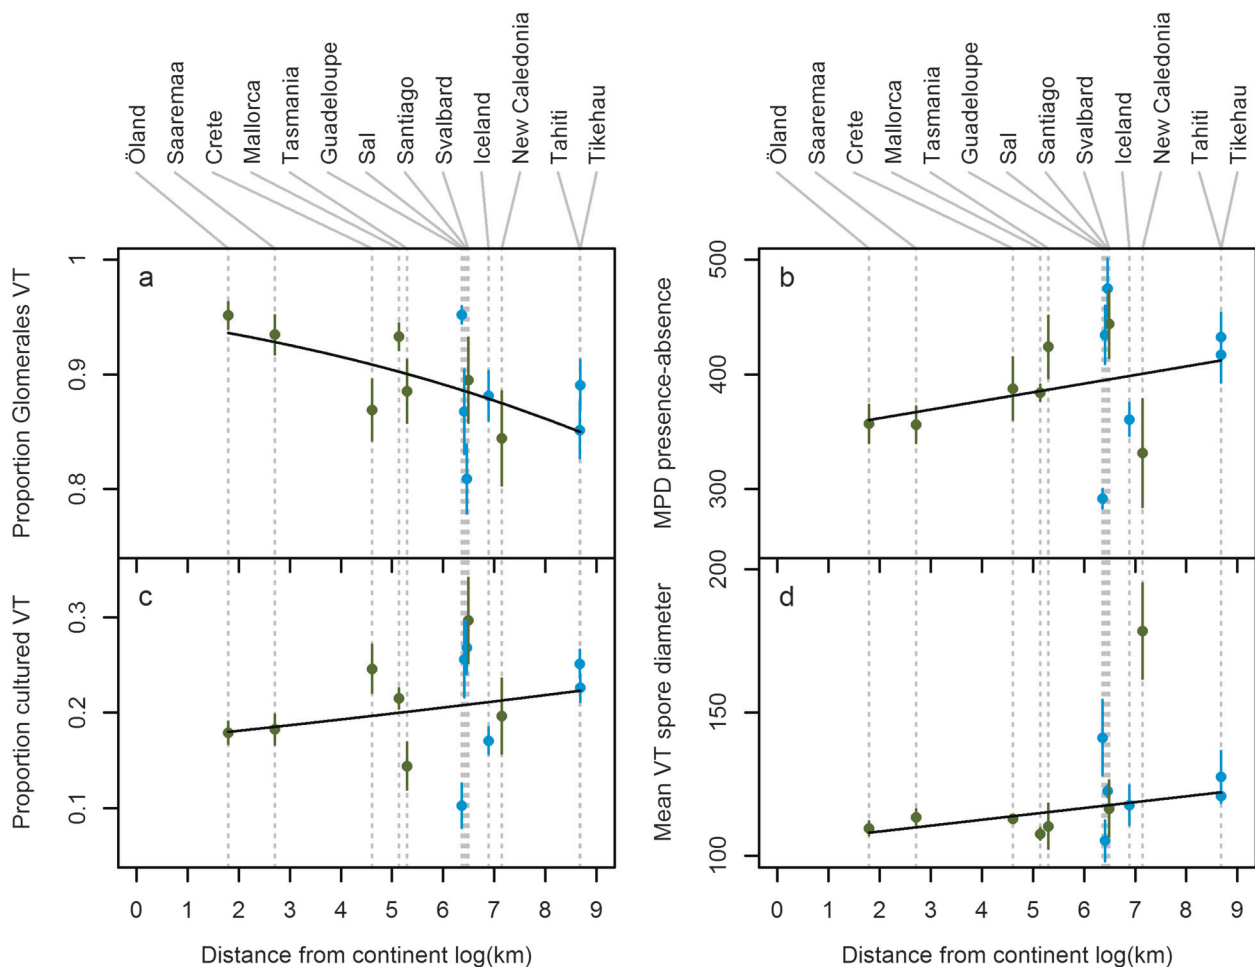 Öland Saaremaa Crete Mallorca Tasmania Guadeloupe Sal Santiago Svalbard Iceland New Caledonia Tahiti Tikehau
Öland Saaremaa Crete Mallorca Tasmania Guadeloupe Sal Santiago Svalbard Iceland New Caledonia Tahiti Tikehau
a
Proportion Glomerales VT
1
0.9
0.8
b
MPD presence-absence
500
400
300
c
Proportion cultured VT
0.3
0.2
0.1
0 1 2 3 4 5 6 7 8 9
Distance from continent log(km)
d
Mean VT spore diameter
200
150
100
0 1 2 3 4 5 6 7 8 9
Distance from continent log(km)